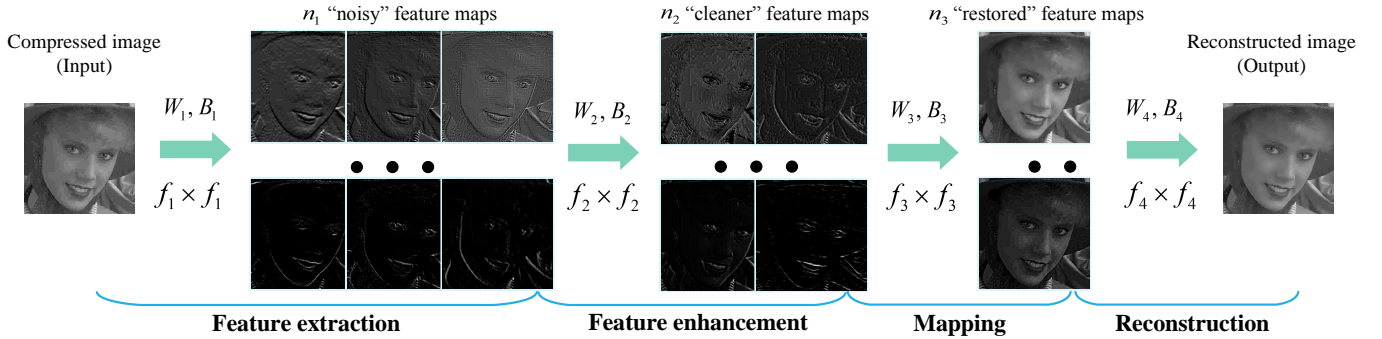 n₁ “noisy” feature maps
n₂ “cleaner” feature maps
n₃ “restored” feature maps
Compressed image
(Input)
Reconstructed image
(Output)
W₁, B₁
f₁ × f₁
W₂, B₂
f₂ × f₂
W₃, B₃
f₃ × f₃
W₄, B₄
f₄ × f₄
Feature extraction
Feature enhancement
Mapping
Reconstruction